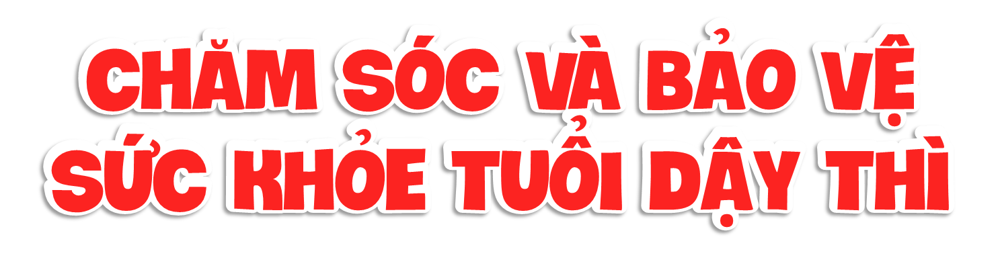 CHĂM SÓC VÀ BẢO VỆ
SỨC KHỎE TUỔI DẬY THÌ